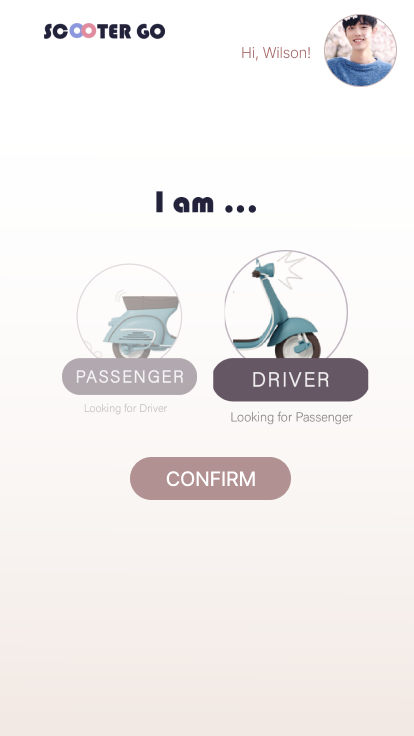 SCOOTER GO
Hi, Wilson!
I am ...
PASSENGER
DRIVER
Looking for Driver
Looking for Passenger
CONFIRM